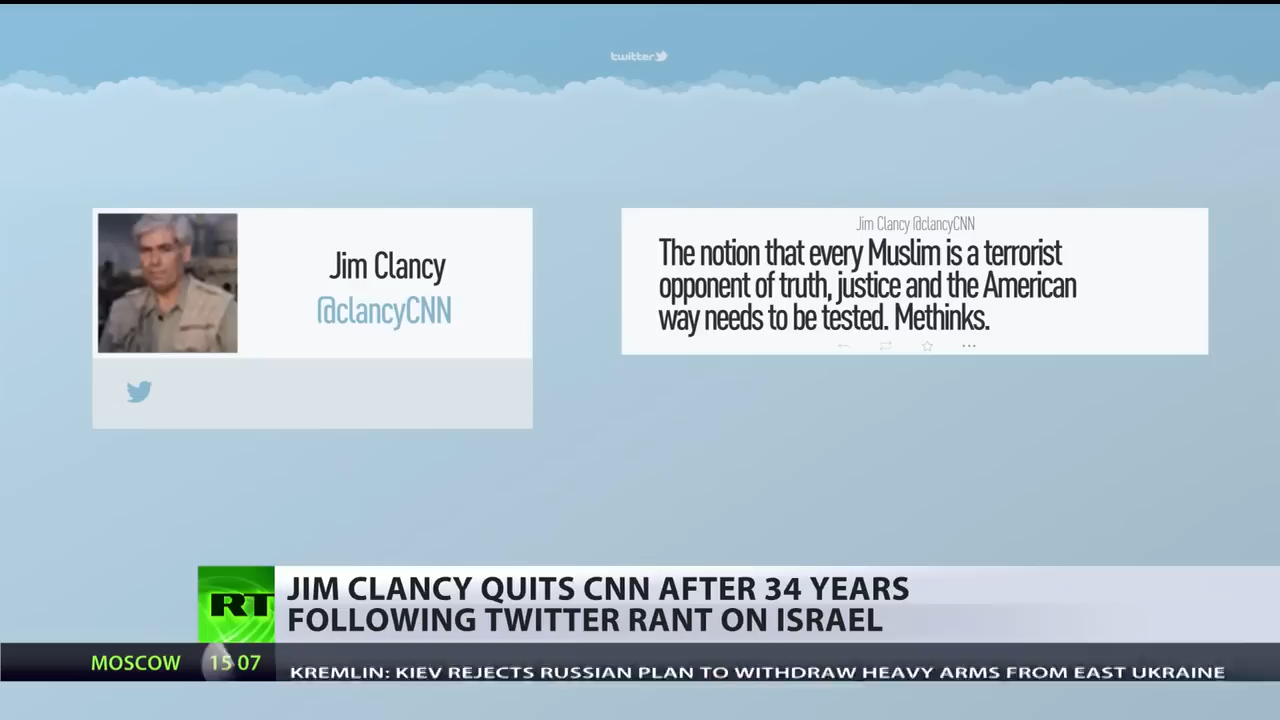 twitter
Jim Clancy
@clancyCNN
Jim Clancy @clancyCNN
The notion that every Muslim is a terrorist
opponent of truth, justice and the American
way needs to be tested. Methinks.
RT
JIM CLANCY QUITS CNN AFTER 34 YEARS
FOLLOWING TWITTER RANT ON ISRAEL
MOSCOW 15 07
KREMLIN: KIEV REJECTS RUSSIAN PLAN TO WITHDRAW HEAVY ARMS FROM EAST UKRAINE